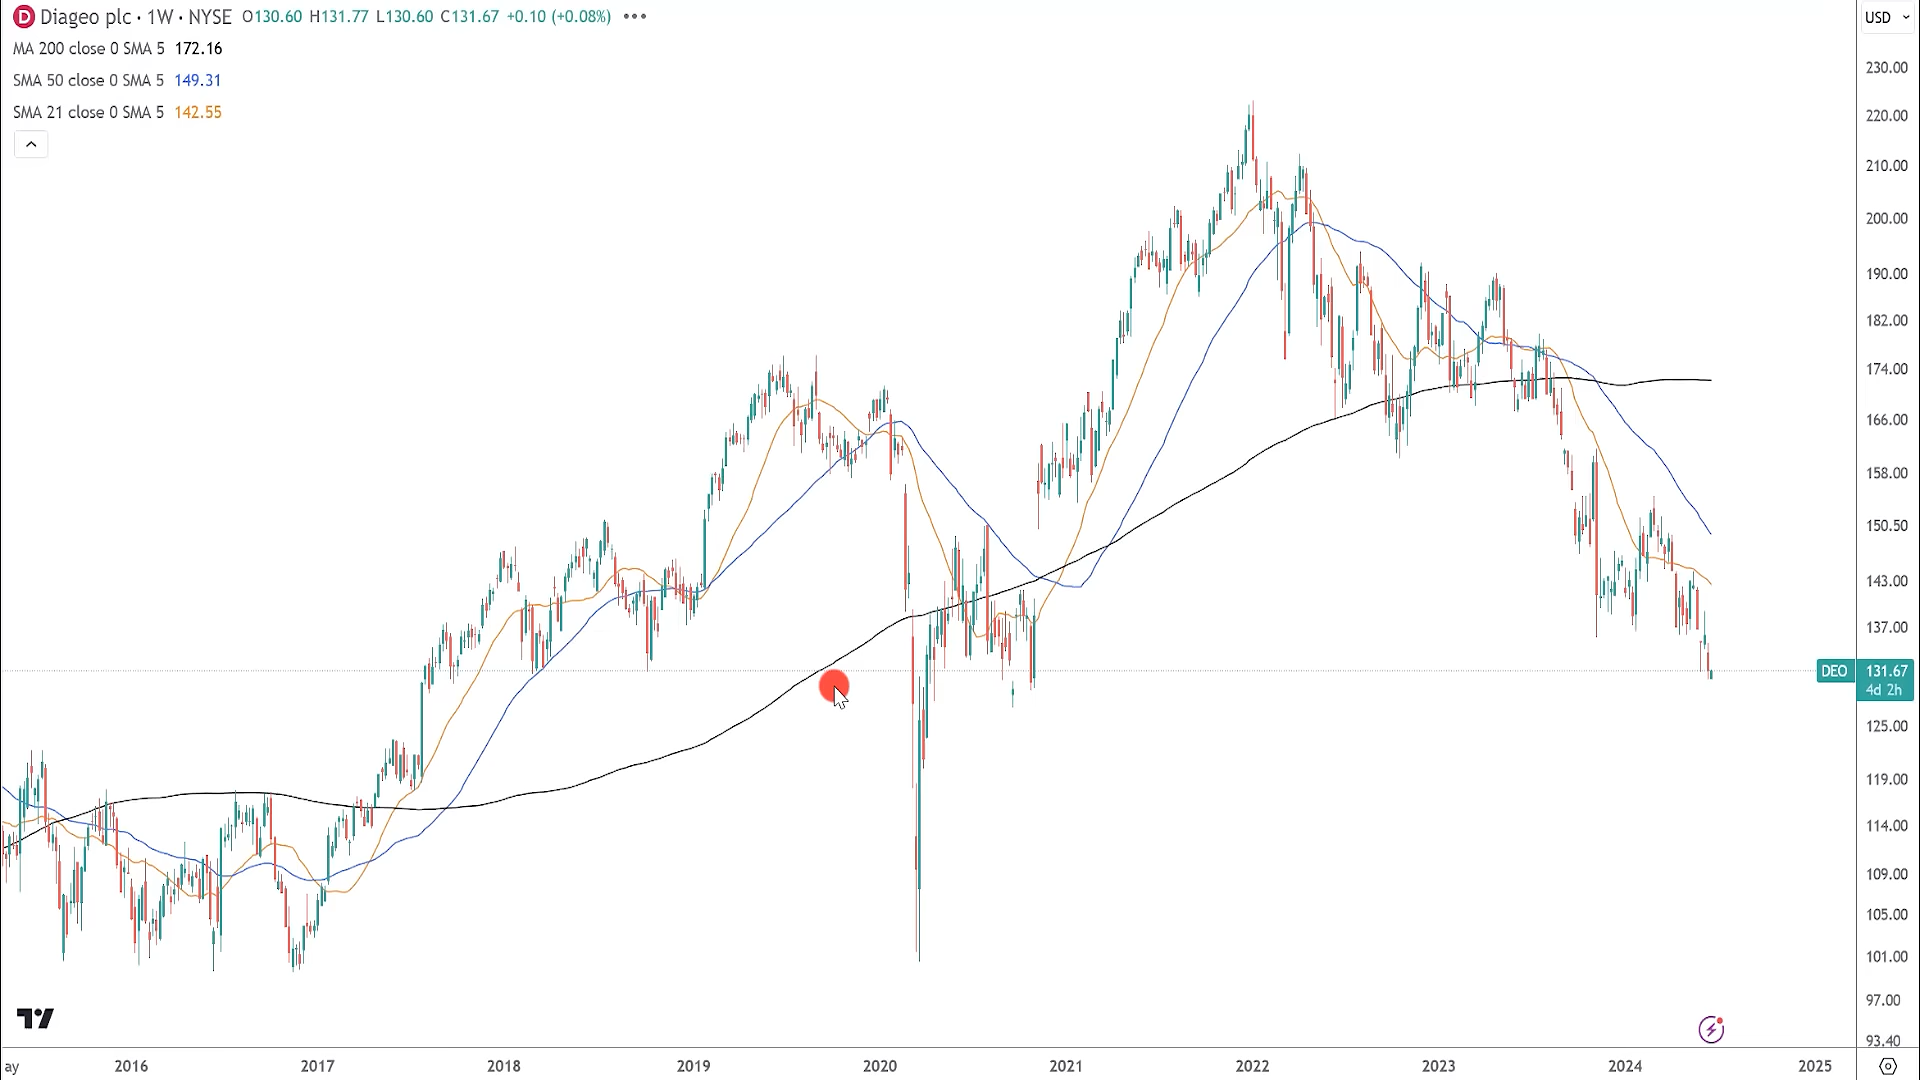 D Diageo plc · 1W · NYSE O130.60 H131.77 L130.60 C131.67 +0.10 (+0.08%) •••
USD
MA 200 close 0 SMA 5 172.16
SMA 50 close 0 SMA 5 149.31
SMA 21 close 0 SMA 5 142.55
230.00
220.00
210.00
200.00
190.00
182.00
174.00
166.00
158.00
150.50
143.00
137.00
DEO 131.67
4d 2h
125.00
119.00
114.00
109.00
105.00
101.00
97.00
93.40
ay 2016 2017 2018 2019 2020 2021 2022 2023 2024 2025